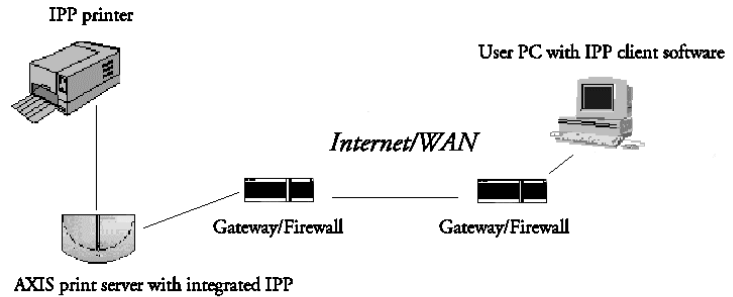 IPP printer
User PC with IPP client software
Internet/WAN
Gateway/Firewall
Gateway/Firewall
AXIS print server with integrated IPP